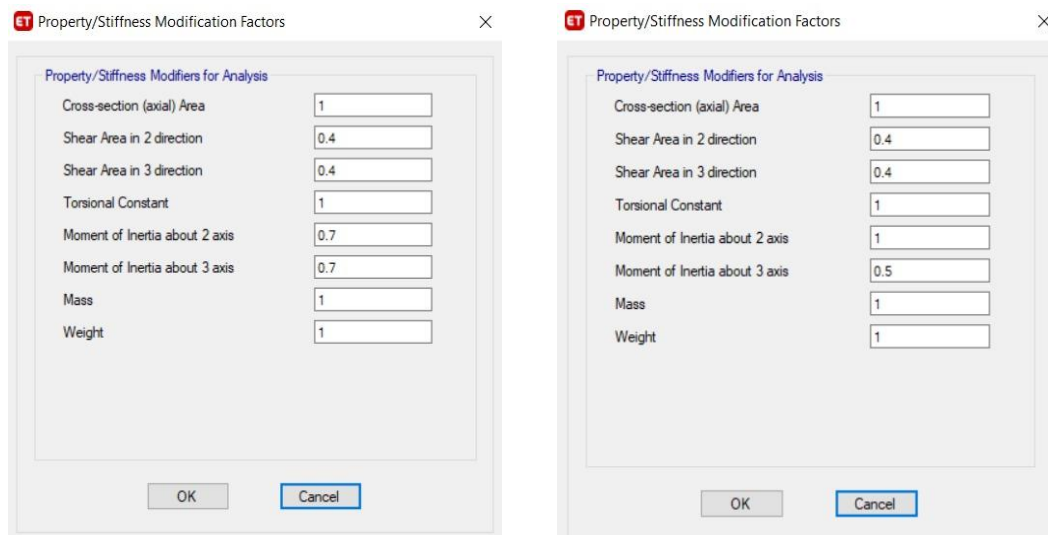 ET Property/Stiffness Modification Factors
Property/Stiffness Modifiers for Analysis
Cross-section (axial) Area 1
Shear Area in 2 direction 0.4
Shear Area in 3 direction 0.4
Torsional Constant 1
Moment of Inertia about 2 axis 0.7
Moment of Inertia about 3 axis 0.7
Mass 1
Weight 1
OK Cancel
ET Property/Stiffness Modification Factors
Property/Stiffness Modifiers for Analysis
Cross-section (axial) Area 1
Shear Area in 2 direction 0.4
Shear Area in 3 direction 0.4
Torsional Constant 1
Moment of Inertia about 2 axis 1
Moment of Inertia about 3 axis 0.5
Mass 1
Weight 1
OK Cancel